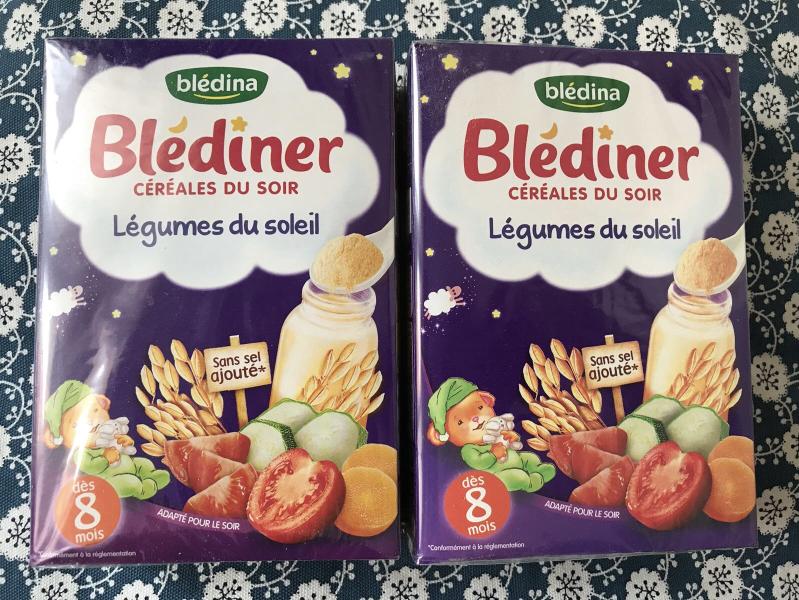 blédina
Blédiner
CÉRÉALES DU SOIR
Légumes du soleil
Sans sel
ajouté*
dès
8
mois
ADAPTÉ POUR LE SOIR
*Conformément à la réglementation
blédina
Blédiner
CÉRÉALES DU SOIR
Légumes du soleil
Sans sel
ajouté*
dès
8
mois
ADAPTÉ POUR LE SOIR
*Conformément à la réglementation